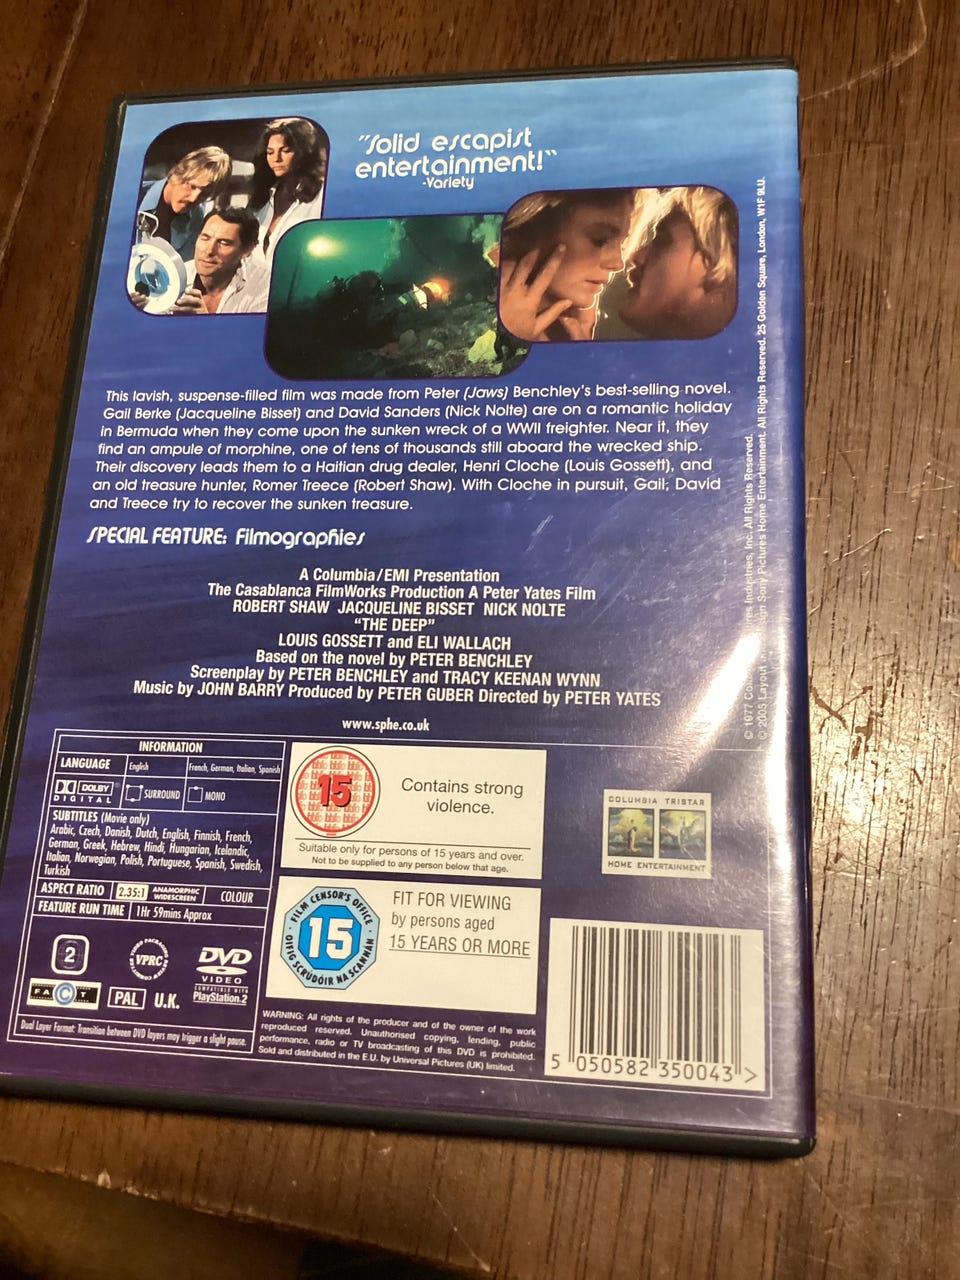 "Solid escapist
entertainment!"
-Variety
This lavish, suspense-filled film was made from Peter (Jaws) Benchley's best-selling novel.
Gail Berke (Jacqueline Bisset) and David Sanders (Nick Nolte) are on a romantic holiday
in Bermuda when they come upon the sunken wreck of a WWII freighter. Near it, they
find an ampule of morphine, one of tens of thousands still aboard the wrecked ship.
Their discovery leads them to a Haitian drug dealer, Henri Cloche (Louis Gossett), and
an old treasure hunter, Romer Treece (Robert Shaw). With Cloche in pursuit, Gail; David
and Treece try to recover the sunken treasure.
SPECIAL FEATURE: Filmographies
A Columbia/EMI Presentation
The Casablanca FilmWorks Production A Peter Yates Film
ROBERT SHAW JACQUELINE BISSET NICK NOLTE
"THE DEEP"
LOUIS GOSSETT and ELI WALLACH
Based on the novel by PETER BENCHLEY
Screenplay by PETER BENCHLEY and TRACY KEENAN WYNN
Music by JOHN BARRY Produced by PETER GUBER Directed by PETER YATES
www.sphe.co.uk
INFORMATION
LANGUAGE English French, German, Italian, Spanish
DOLBY DIGITAL SURROUND MONO
SUBTITLES (Movie only)
Arabic, Czech, Danish, Dutch, English, Finnish, French,
German, Greek, Hebrew, Hindi, Hungarian, Icelandic,
Italian, Norwegian, Polish, Portuguese, Spanish, Swedish,
Turkish
ASPECT RATIO 2.35:1 ANAMORPHIC WIDESCREEN COLOUR
FEATURE RUN TIME 1Hr 59mins Approx
2
VPRC
DVD
VIDEO
COMPATIBLE WITH
PlayStation 2
FACT
PAL
U.K.
Dual Layer Format: Transition between DVD layers may trigger a slight pause.
15
Contains strong
violence.
Suitable only for persons of 15 years and over.
Not to be supplied to any person below that age.
FILM CENSOR'S OFFICE
15
OIFIG SCRÚDÓIR NA SCANNÁN
FIT FOR VIEWING
by persons aged
15 YEARS OR MORE
WARNING: All rights of the producer and of the owner of the work
reproduced reserved. Unauthorised copying, lending, public
performance, radio or TV broadcasting of this DVD is prohibited.
Sold and distributed in the E.U. by Universal Pictures (UK) limited.
COLUMBIA TRISTAR
HOME ENTERTAINMENT
5 050582 350043 >
© 1977 Industries, Inc. All Rights Reserved.
© 2005 Layout Sony Pictures Home Entertainment. All Rights Reserved. 25 Golden Square, London, W1F 9LU.